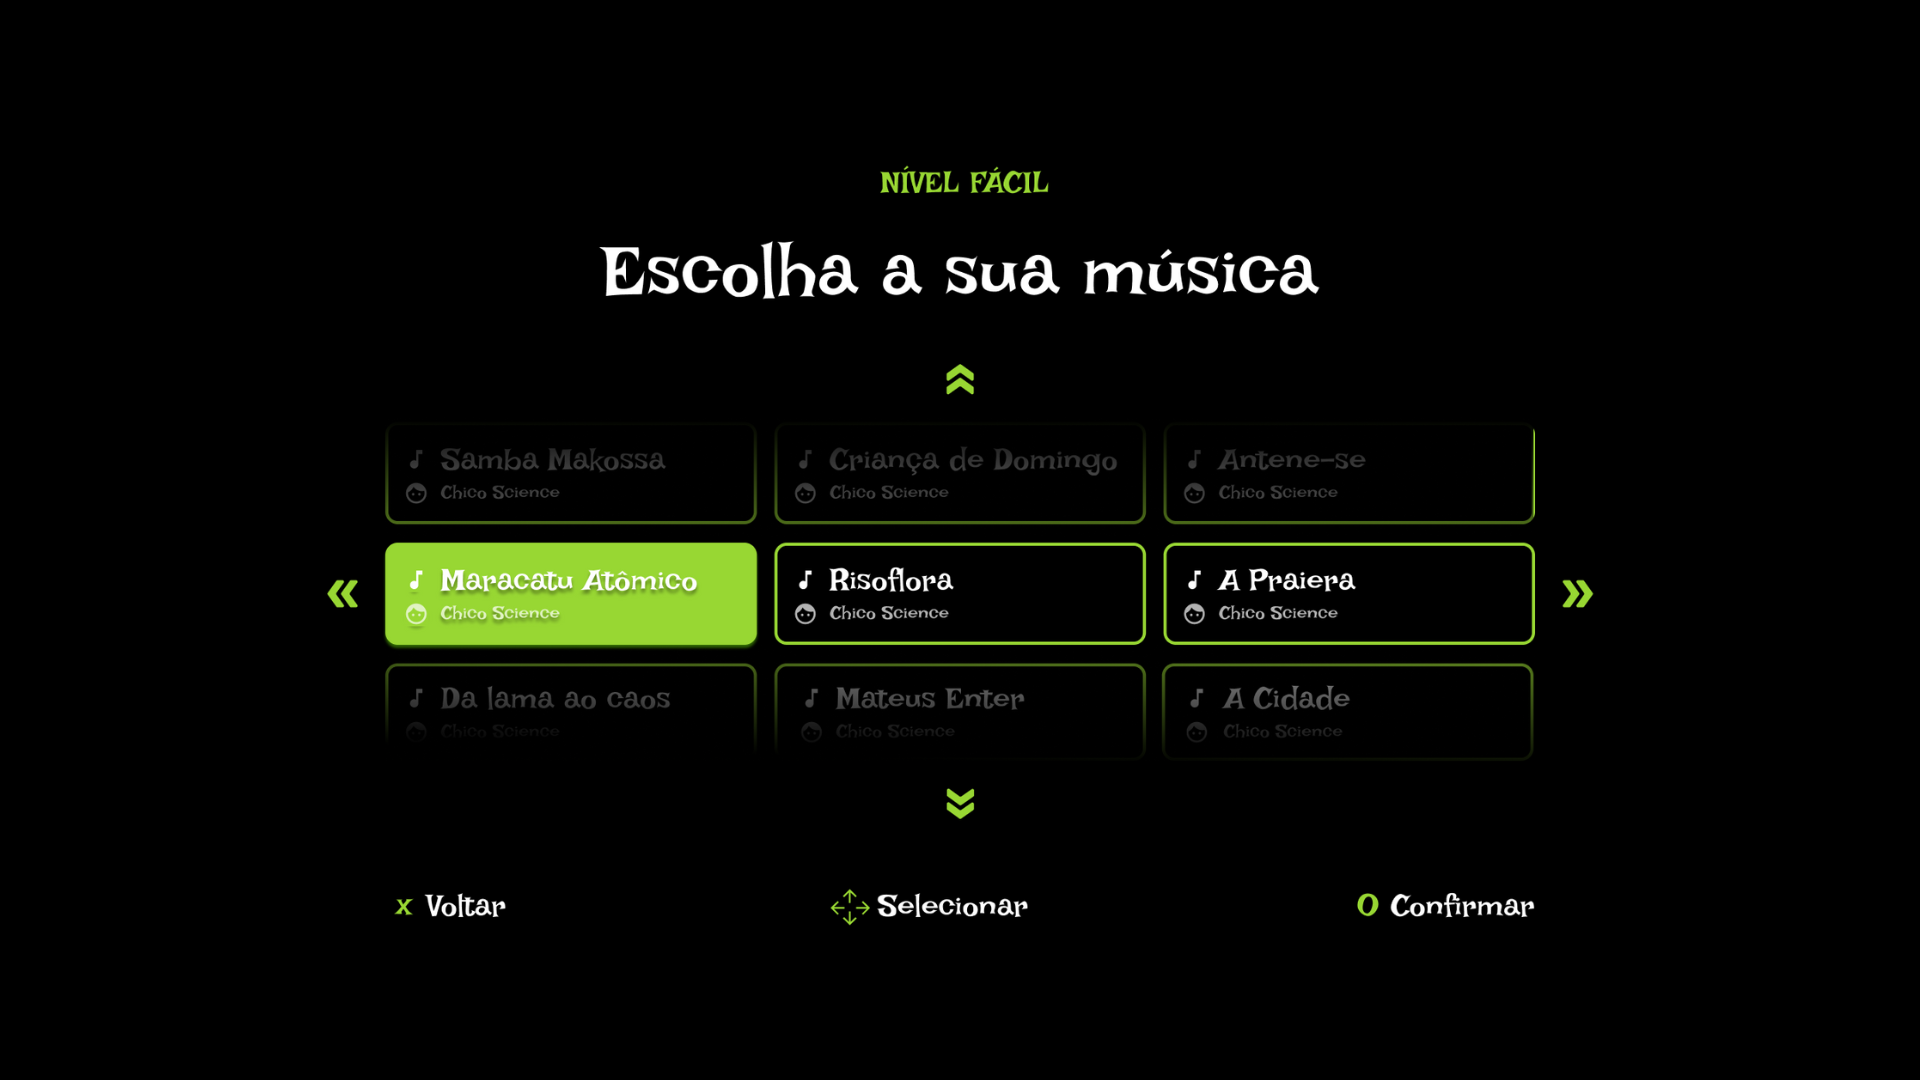 NÍVEL FÁCIL
Escolha a sua música
Samba Makossa
Chico Science
Criança de Domingo
Chico Science
Antene-se
Chico Science
Maracatu Atômico
Chico Science
Risoflora
Chico Science
A Praiera
Chico Science
Da lama ao caos
Chico Science
Mateus Enter
Chico Science
A Cidade
Chico Science
x Voltar
Selecionar
O Confirmar